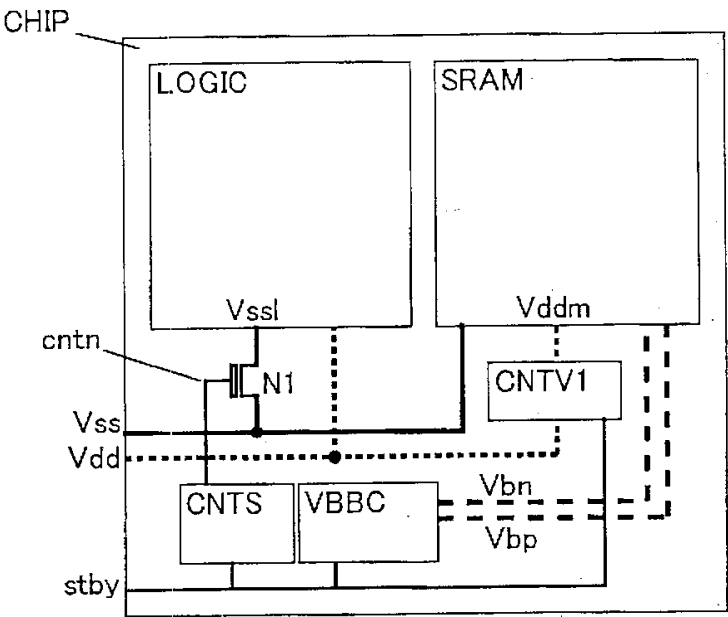 CHIP
LOGIC
SRAM
Vssl
Vddm
cntn
N1
CNTV1
Vss
Vdd
CNTS
VBBC
Vbn
Vbp
stby